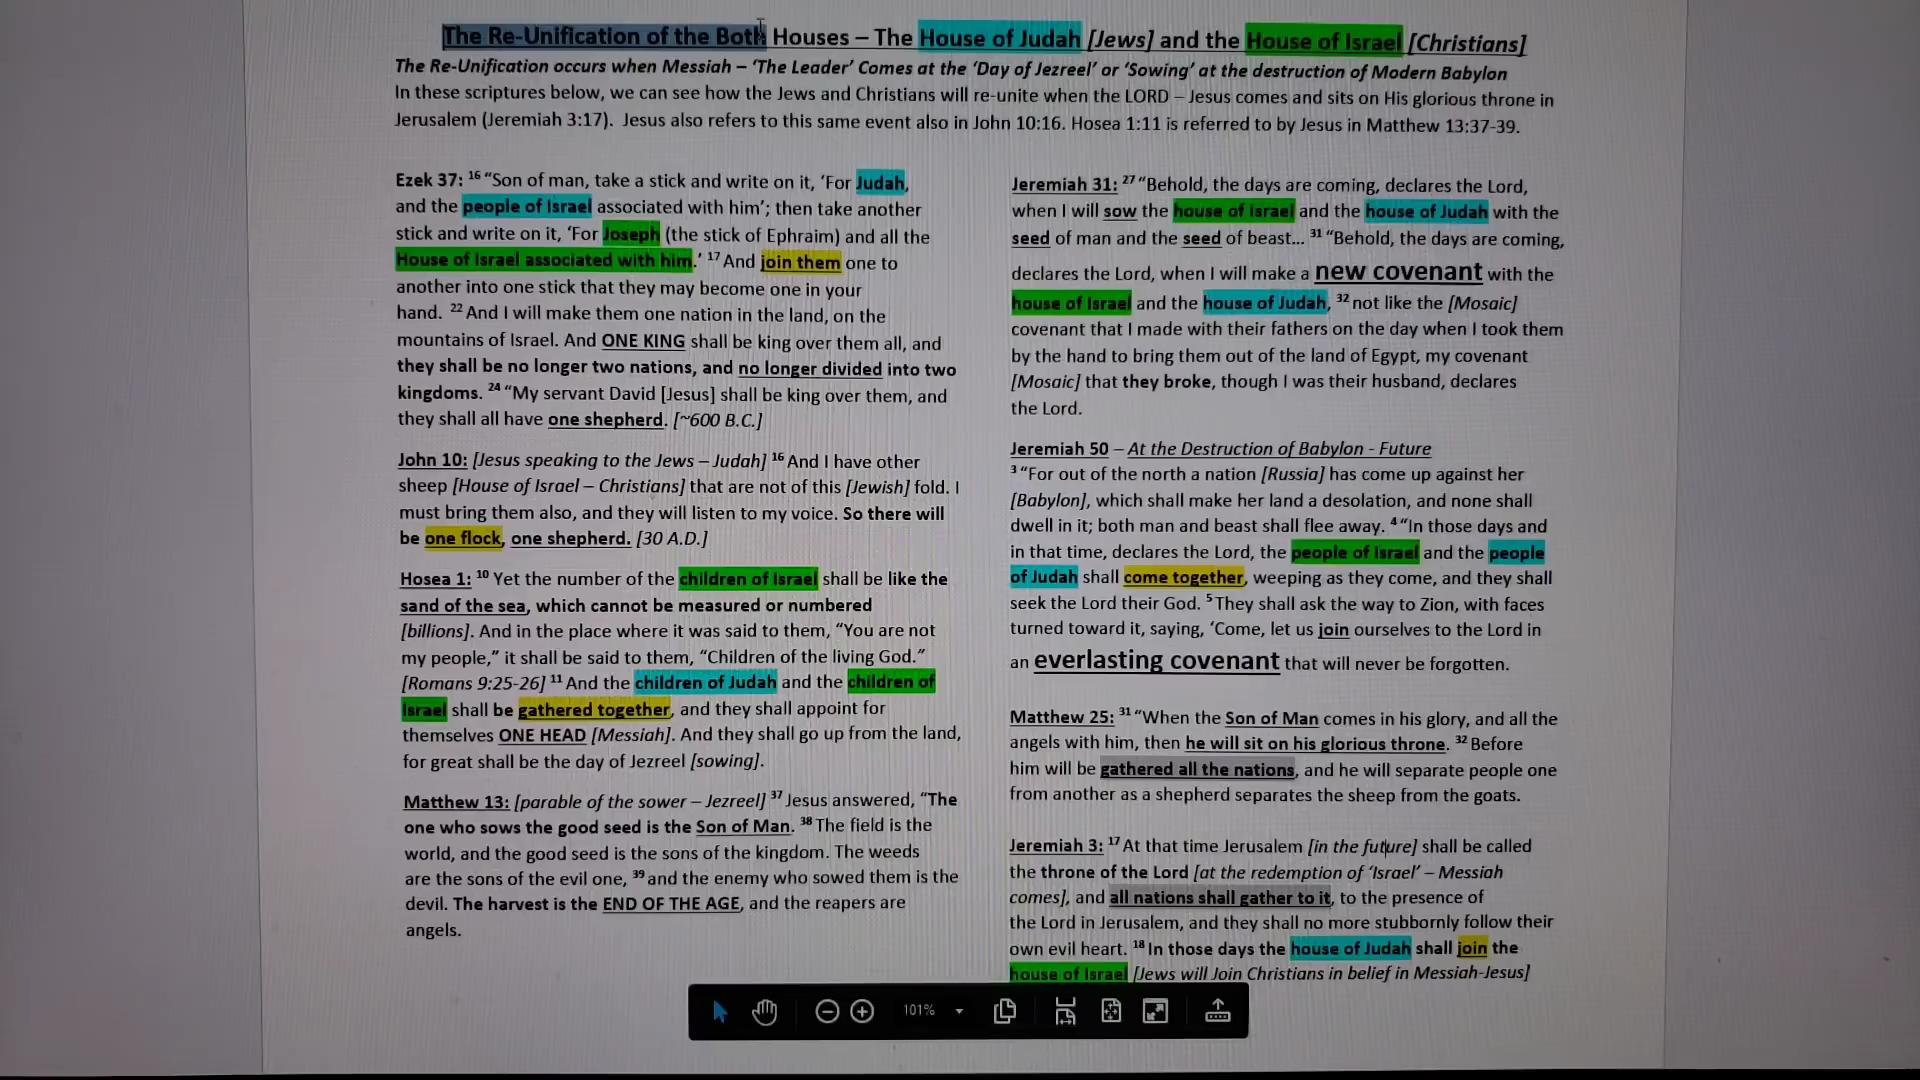 The Re-Unification of the Both Houses – The House of Judah [Jews] and the House of Israel [Christians]
The Re-Unification occurs when Messiah – ‘The Leader’ Comes at the ‘Day of Jezreel’ or ‘Sowing’ at the destruction of Modern Babylon
In these scriptures below, we can see how the Jews and Christians will re-unite when the LORD – Jesus comes and sits on His glorious throne in
Jerusalem (Jeremiah 3:17). Jesus also refers to this same event also in John 10:16. Hosea 1:11 is referred to by Jesus in Matthew 13:37-39.
Ezek 37: 16 “Son of man, take a stick and write on it, ‘For Judah,
and the people of Israel associated with him’; then take another
stick and write on it, ‘For Joseph (the stick of Ephraim) and all the
House of Israel associated with him.’ 17 And join them one to
another into one stick that they may become one in your
hand. 22 And I will make them one nation in the land, on the
mountains of Israel. And ONE KING shall be king over them all, and
they shall be no longer two nations, and no longer divided into two
kingdoms. 24 “My servant David [Jesus] shall be king over them, and
they shall all have one shepherd. [~600 B.C.]
John 10: [Jesus speaking to the Jews – Judah] 16 And I have other
sheep [House of Israel – Christians] that are not of this [Jewish] fold. I
must bring them also, and they will listen to my voice. So there will
be one flock, one shepherd. [30 A.D.]
Hosea 1: 10 Yet the number of the children of Israel shall be like the
sand of the sea, which cannot be measured or numbered
[billions]. And in the place where it was said to them, “You are not
my people,” it shall be said to them, “Children of the living God.”
[Romans 9:25-26] 11 And the children of Judah and the children of
Israel shall be gathered together, and they shall appoint for
themselves ONE HEAD [Messiah]. And they shall go up from the land,
for great shall be the day of Jezreel [sowing].
Matthew 13: [parable of the sower – Jezreel] 37 Jesus answered, “The
one who sows the good seed is the Son of Man. 38 The field is the
world, and the good seed is the sons of the kingdom. The weeds
are the sons of the evil one, 39 and the enemy who sowed them is the
devil. The harvest is the END OF THE AGE, and the reapers are
angels.
Jeremiah 31: 27 “Behold, the days are coming, declares the Lord,
when I will sow the house of Israel and the house of Judah with the
seed of man and the seed of beast... 31 “Behold, the days are coming,
declares the Lord, when I will make a new covenant with the
house of Israel and the house of Judah, 32 not like the [Mosaic]
covenant that I made with their fathers on the day when I took them
by the hand to bring them out of the land of Egypt, my covenant
[Mosaic] that they broke, though I was their husband, declares
the Lord.
Jeremiah 50 – At the Destruction of Babylon - Future
3 “For out of the north a nation [Russia] has come up against her
[Babylon], which shall make her land a desolation, and none shall
dwell in it; both man and beast shall flee away. 4 “In those days and
in that time, declares the Lord, the people of Israel and the people
of Judah shall come together, weeping as they come, and they shall
seek the Lord their God. 5 They shall ask the way to Zion, with faces
turned toward it, saying, ‘Come, let us join ourselves to the Lord in
an everlasting covenant that will never be forgotten.
Matthew 25: 31 “When the Son of Man comes in his glory, and all the
angels with him, then he will sit on his glorious throne. 32 Before
him will be gathered all the nations, and he will separate people one
from another as a shepherd separates the sheep from the goats.
Jeremiah 3: 17 At that time Jerusalem [in the future] shall be called
the throne of the Lord [at the redemption of ‘Israel’ – Messiah
comes], and all nations shall gather to it, to the presence of
the Lord in Jerusalem, and they shall no more stubbornly follow their
own evil heart. 18 In those days the house of Judah shall join the
house of Israel [Jews will Join Christians in belief in Messiah-Jesus]
101%